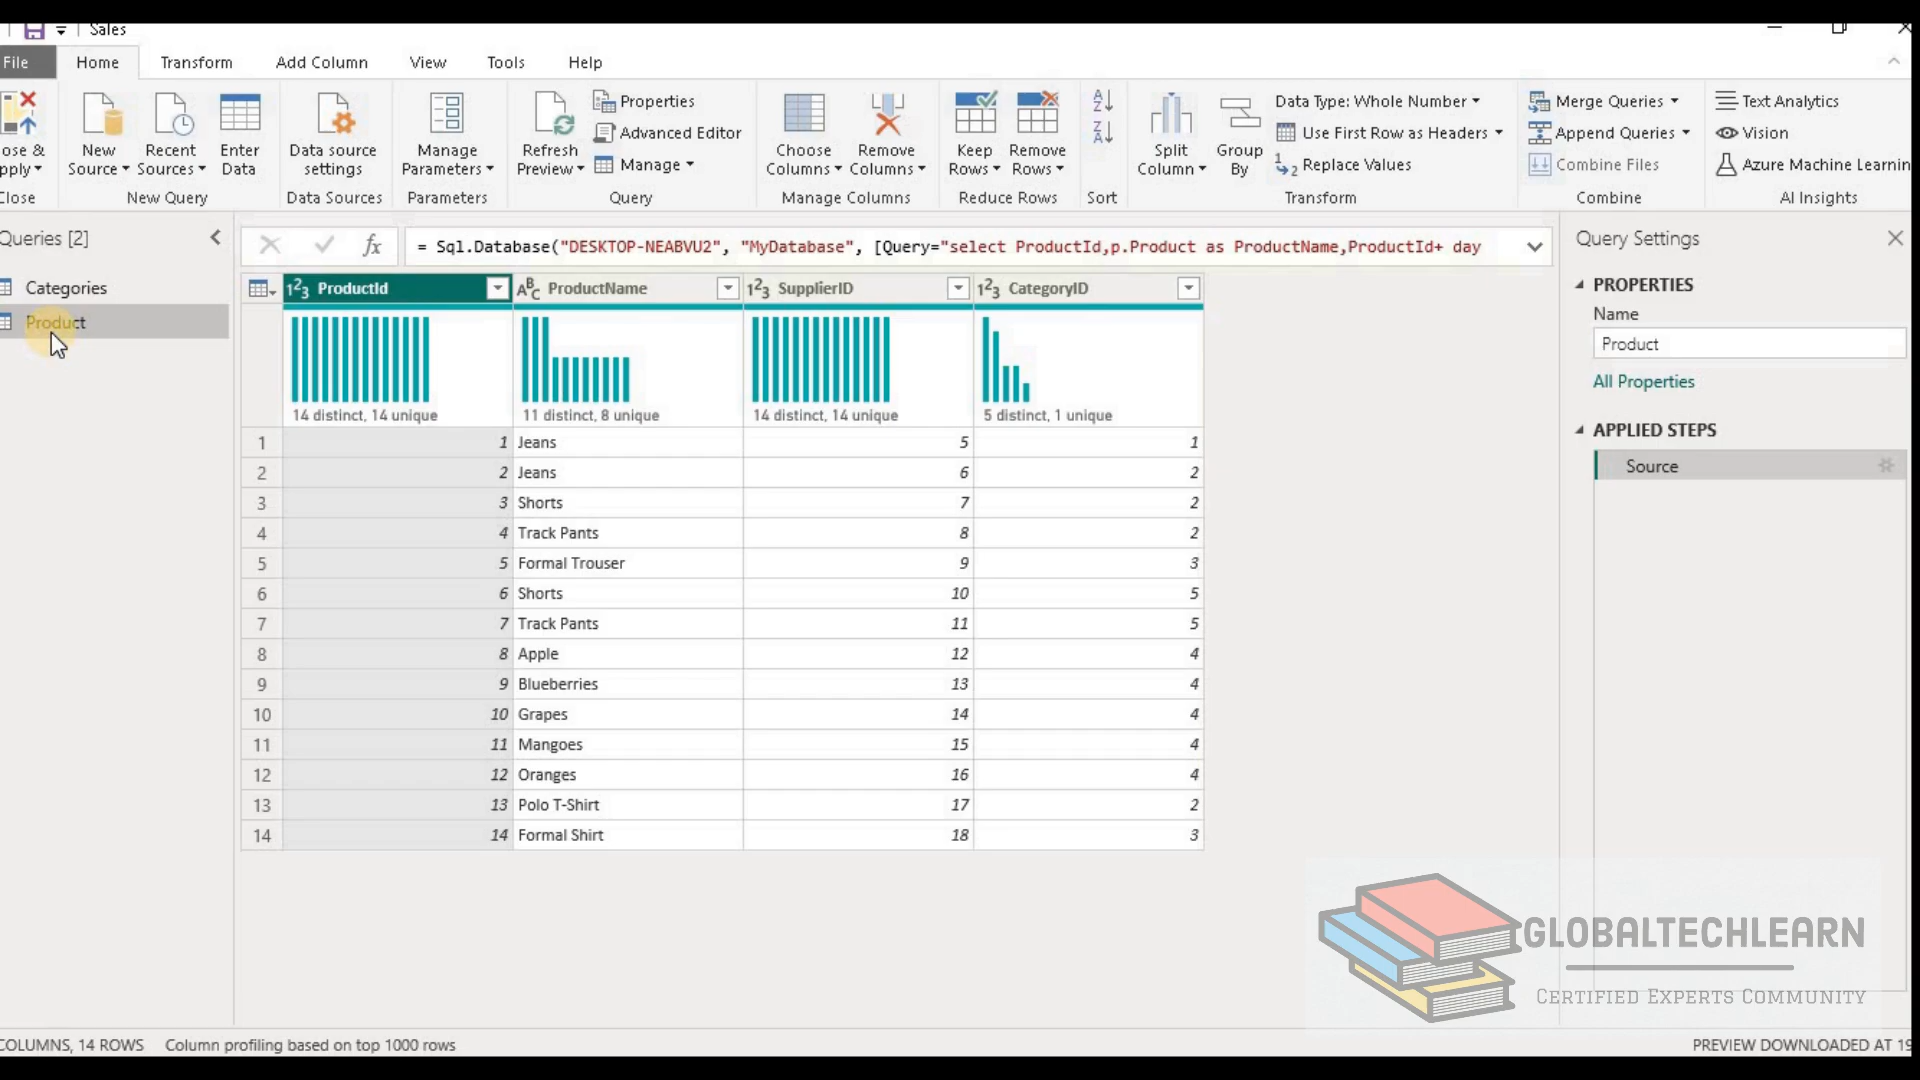 Sales
File Home Transform Add Column View Tools Help
ose & pply
Close
New Source
Recent Sources
Enter Data
New Query
Data source settings
Data Sources
Manage Parameters
Parameters
Refresh Preview
Properties
Advanced Editor
Manage
Query
Choose Columns
Remove Columns
Manage Columns
Keep Rows
Remove Rows
Reduce Rows
Sort
Split Column
Group By
Data Type: Whole Number
Use First Row as Headers
Replace Values
Transform
Merge Queries
Append Queries
Combine Files
Combine
Text Analytics
Vision
Azure Machine Learnin
AI Insights
Queries [2]
Categories
Product
fx
= Sql.Database("DESKTOP-NEABVU2", "MyDatabase", [Query="select ProductId,p.Product as ProductName,ProductId+ day
ProductId ProductName SupplierID CategoryID
14 distinct, 14 unique 11 distinct, 8 unique 14 distinct, 14 unique 5 distinct, 1 unique
1 1 Jeans 5 1
2 2 Jeans 6 2
3 3 Shorts 7 2
4 4 Track Pants 8 2
5 5 Formal Trouser 9 3
6 6 Shorts 10 5
7 7 Track Pants 11 5
8 8 Apple 12 4
9 9 Blueberries 13 4
10 10 Grapes 14 4
11 11 Mangoes 15 4
12 12 Oranges 16 4
13 13 Polo T-Shirt 17 2
14 14 Formal Shirt 18 3
Query Settings
PROPERTIES
Name
Product
All Properties
APPLIED STEPS
Source
GLOBALTECHLEARN
CERTIFIED EXPERTS COMMUNITY
COLUMNS, 14 ROWS Column profiling based on top 1000 rows
PREVIEW DOWNLOADED AT 19